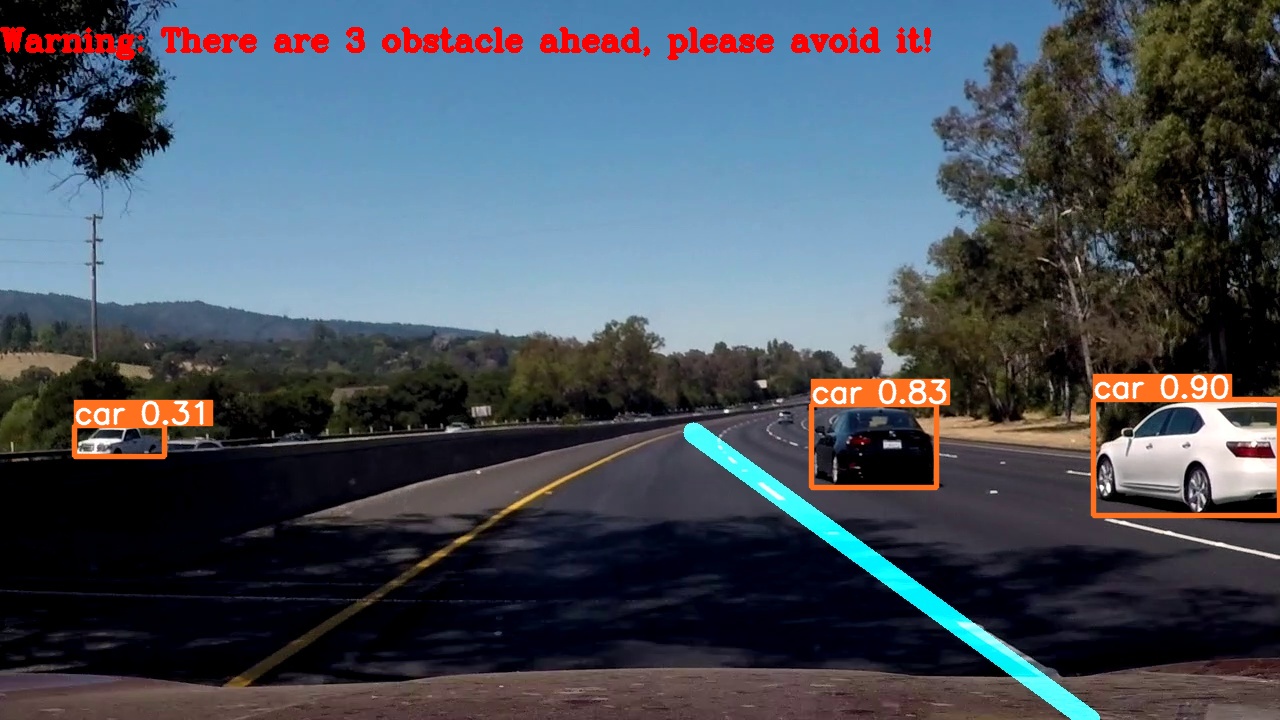 Warning: There are 3 obstacle ahead, please avoid it!
car 0.83
car 0.90
car 0.31